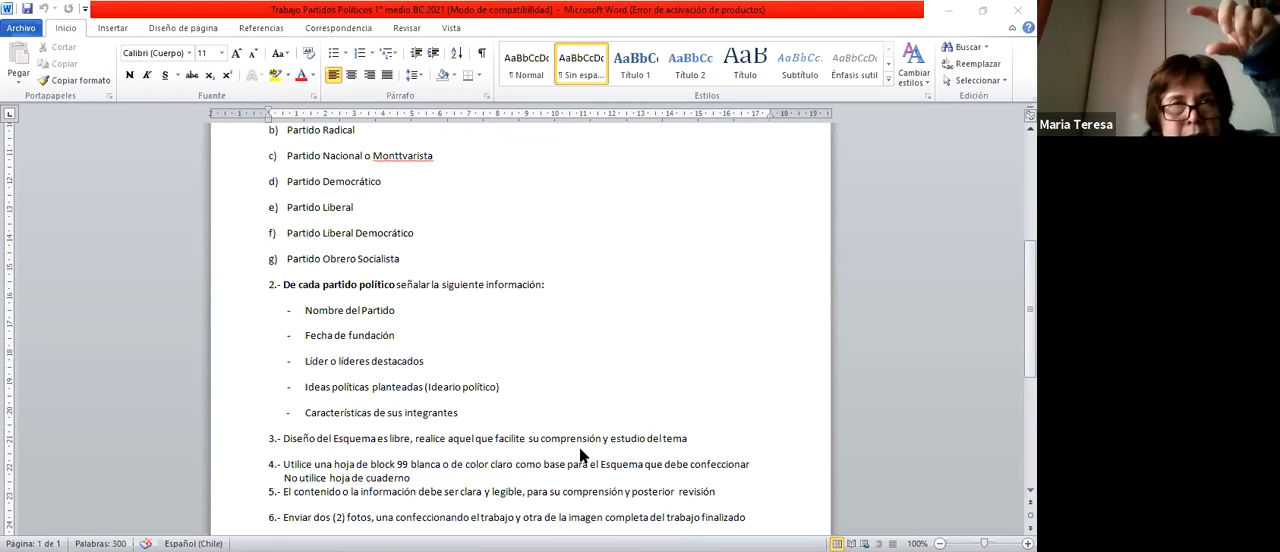 Trabajo Partidos Políticos 1° medio BC 2021 [Modo de compatibilidad] - Microsoft Word (Error de activación de productos)
Archivo Inicio Insertar Diseño de página Referencias Correspondencia Revisar Vista
Pegar
Cortar
Copiar
Copiar formato
Portapapeles
Calibri (Cuerpo) 11
N K S abc x₂ x²
Fuente
Párrafo
AaBbCcDc AaBbCcDc AaBbC AaBbCc AaB AaBbCc. AaBbCcDc
¶ Normal ¶ Sin espa... Título 1 Título 2 Título Subtítulo Énfasis sutil
Cambiar estilos
Estilos
Buscar
Reemplazar
Seleccionar
Edición
Maria Teresa
b) Partido Radical
c) Partido Nacional o Monttvarista
d) Partido Democrático
e) Partido Liberal
f) Partido Liberal Democrático
g) Partido Obrero Socialista
2.- De cada partido político señalar la siguiente información:
- Nombre del Partido
- Fecha de fundación
- Líder o líderes destacados
- Ideas políticas planteadas (Ideario político)
- Características de sus integrantes
3.- Diseño del Esquema es libre, realice aquel que facilite su comprensión y estudio del tema
4.- Utilice una hoja de block 99 blanca o de color claro como base para el Esquema que debe confeccionar
No utilice hoja de cuaderno
5.- El contenido o la información debe ser clara y legible, para su comprensión y posterior revisión
6.- Enviar dos (2) fotos, una confeccionando el trabajo y otra de la imagen completa del trabajo finalizado
Página: 1 de 1 Palabras: 300 Español (Chile) 100%